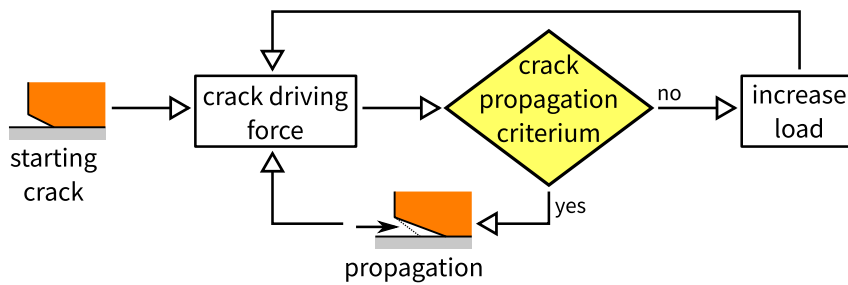 starting
crack
crack driving
force
crack
propagation
criterium
no
increase
load
yes
propagation